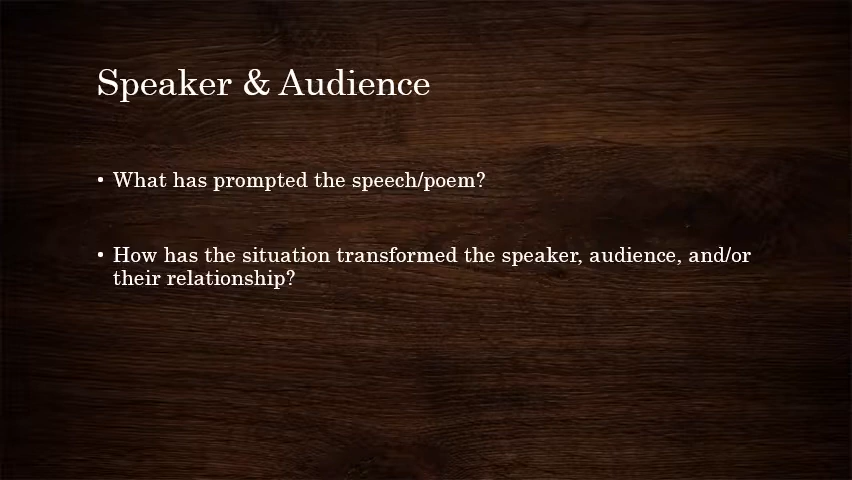 Speaker & Audience
• What has prompted the speech/poem?
• How has the situation transformed the speaker, audience, and/or
their relationship?